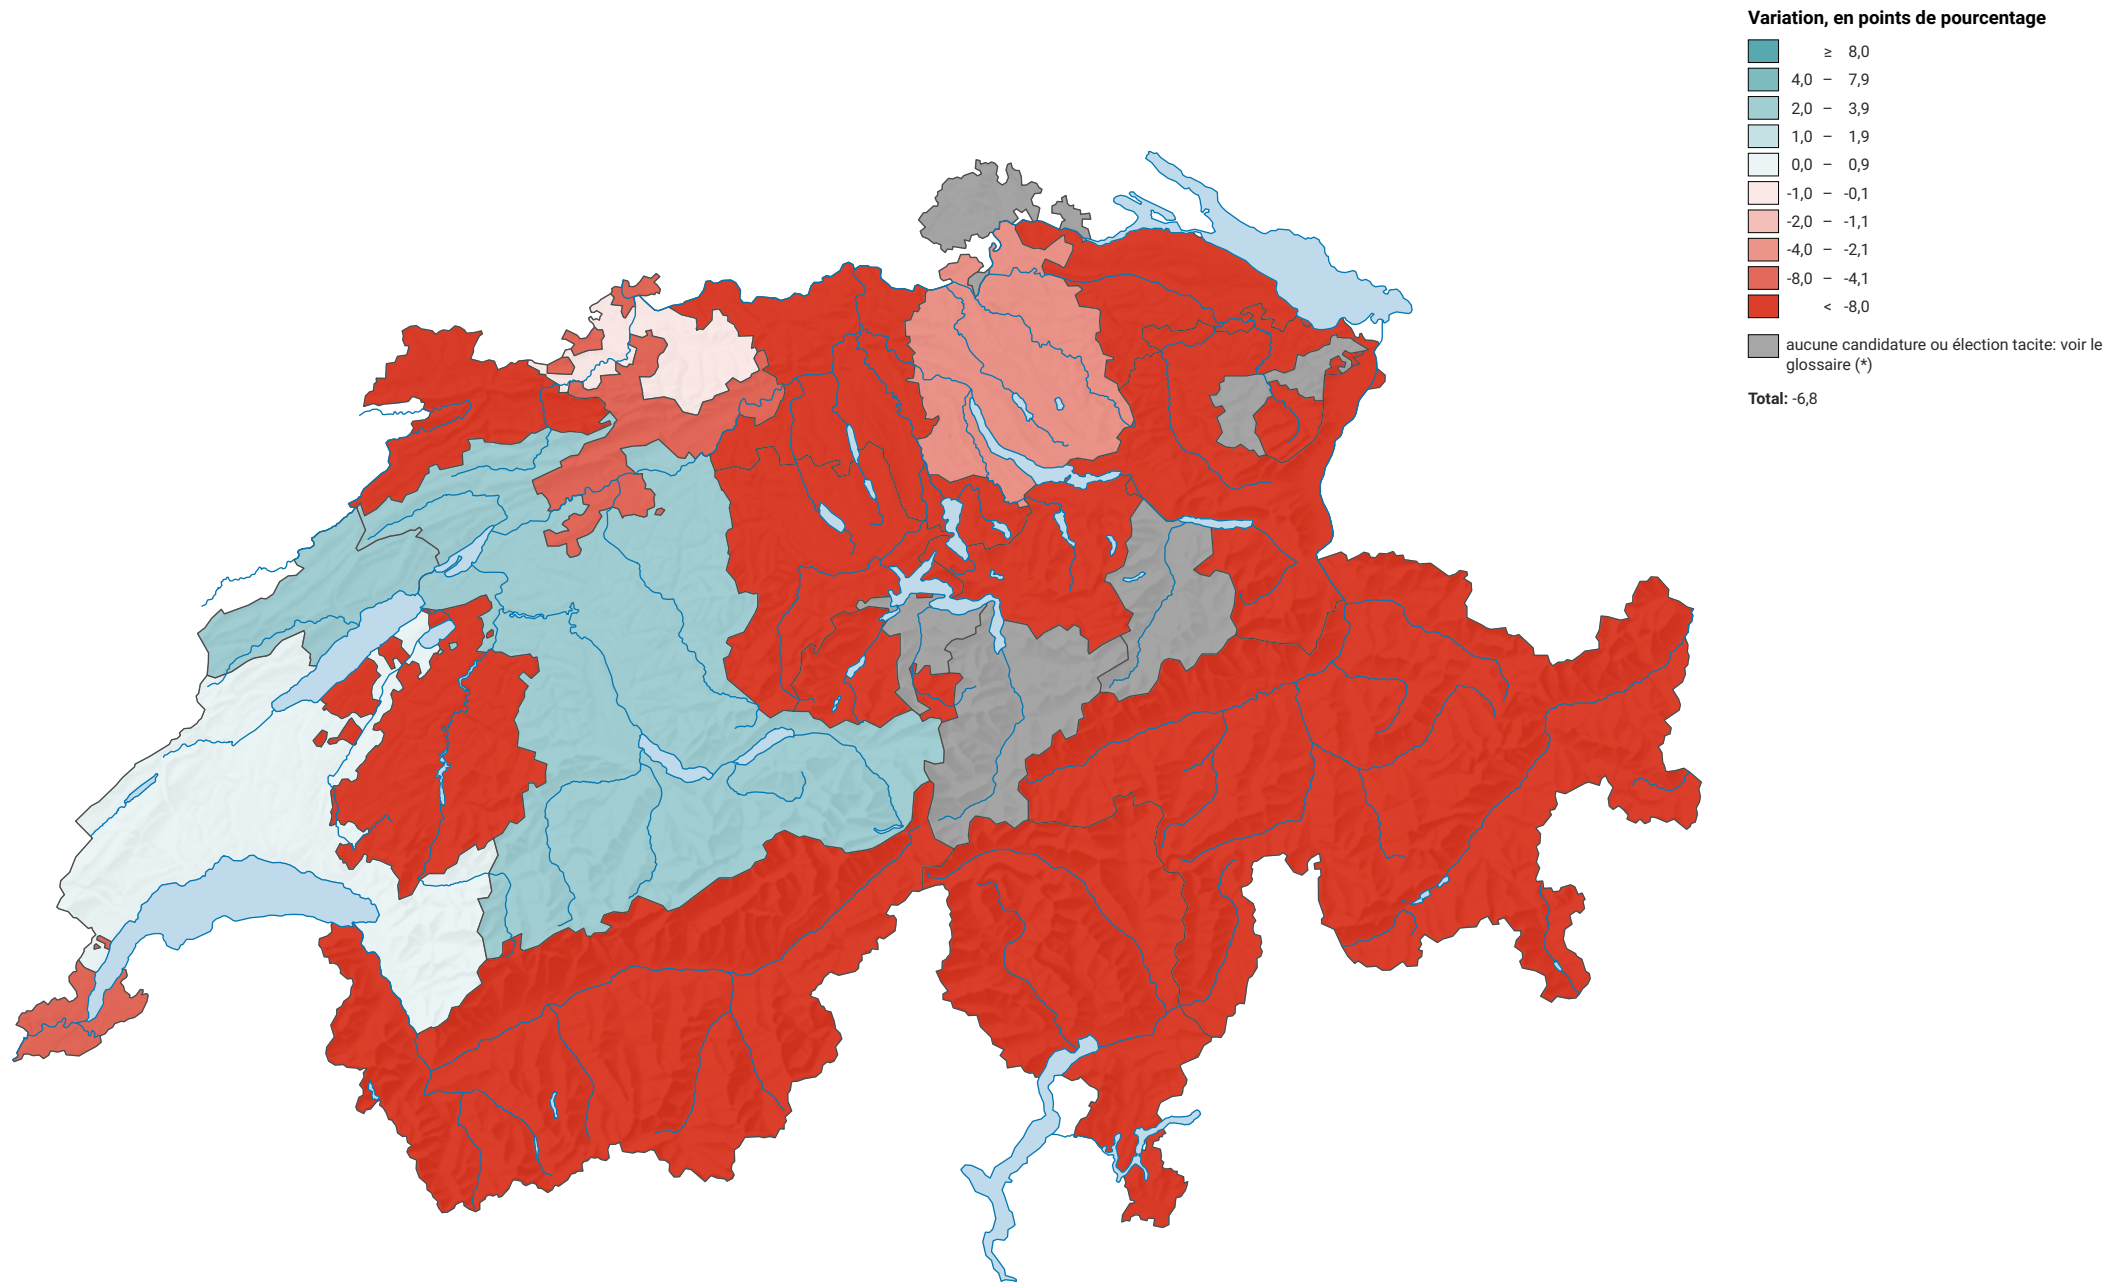 Variation, en points de pourcentage
≥ 8,0
4,0 – 7,9
2,0 – 3,9
1,0 – 1,9
0,0 – 0,9
-1,0 – -0,1
-2,0 – -1,1
-4,0 – -2,1
-8,0 – -4,1
< -8,0
aucune candidature ou élection tacite: voir le
glossaire (*)
Total: -6,8